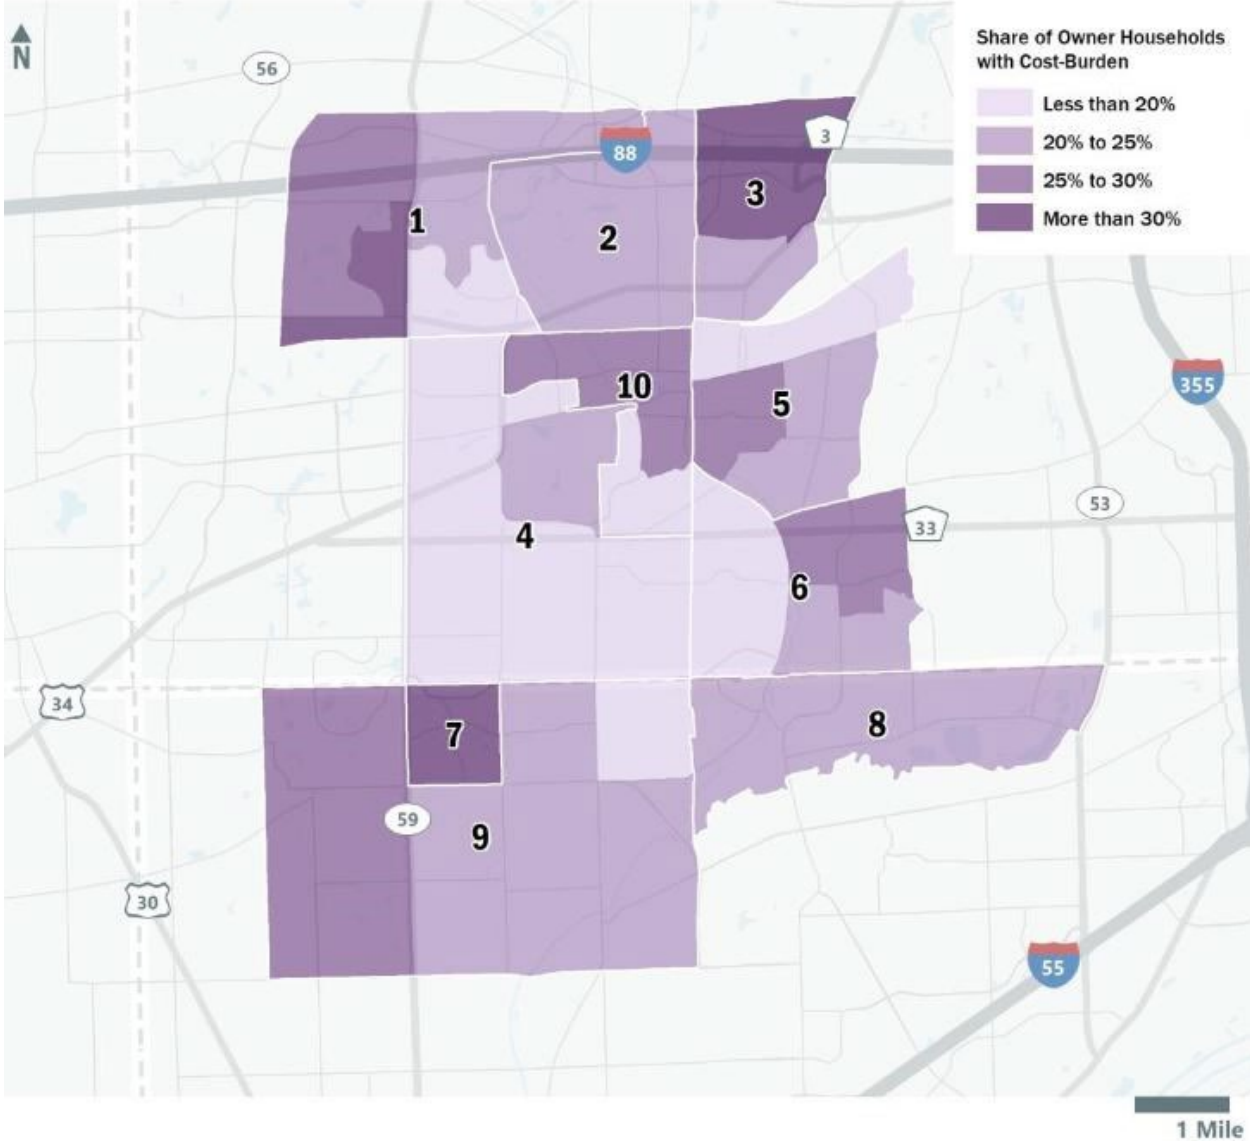 Share of Owner Households
with Cost-Burden
Less than 20%
20% to 25%
25% to 30%
More than 30%
N
56
88
3
3
1
2
355
10
5
53
33
4
6
34
7
8
59
9
30
55
1 Mile